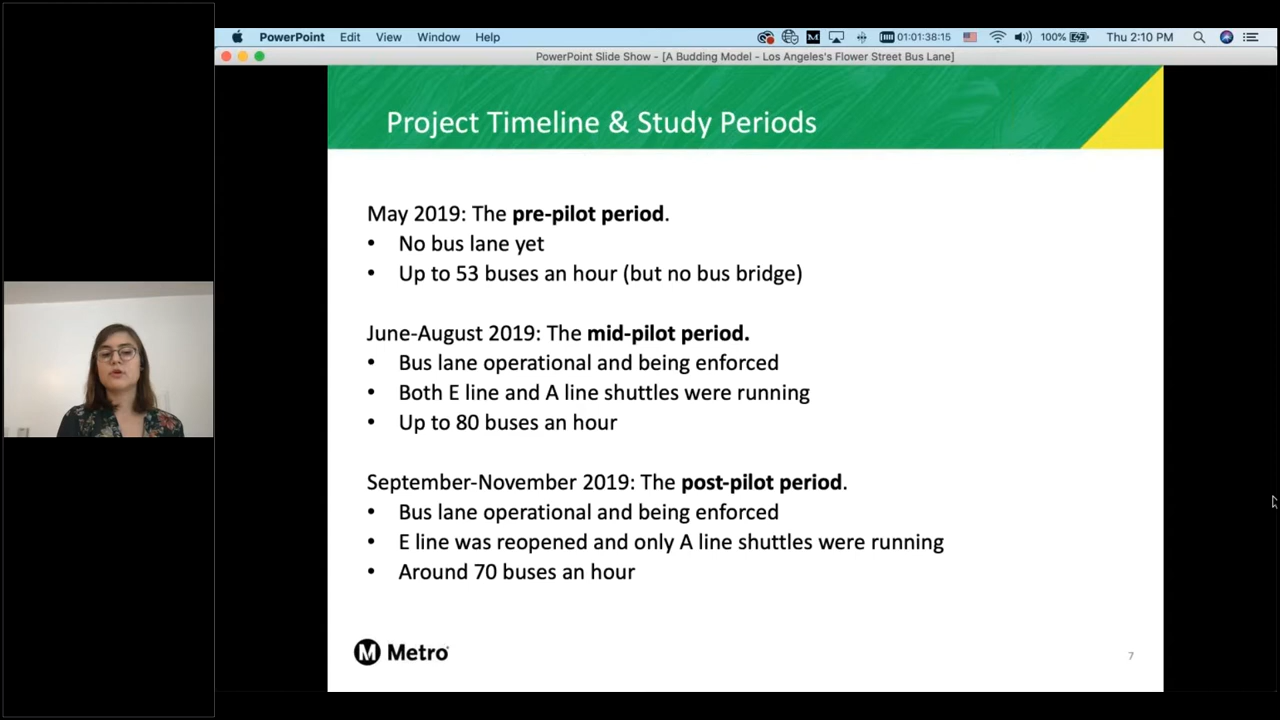 PowerPoint Edit View Window Help 01:01:38:15 100% Thu 2:10 PM
PowerPoint Slide Show - [A Budding Model - Los Angeles's Flower Street Bus Lane]
Project Timeline & Study Periods
May 2019: The pre-pilot period.
• No bus lane yet
• Up to 53 buses an hour (but no bus bridge)
June-August 2019: The mid-pilot period.
• Bus lane operational and being enforced
• Both E line and A line shuttles were running
• Up to 80 buses an hour
September-November 2019: The post-pilot period.
• Bus lane operational and being enforced
• E line was reopened and only A line shuttles were running
• Around 70 buses an hour
M Metro
7